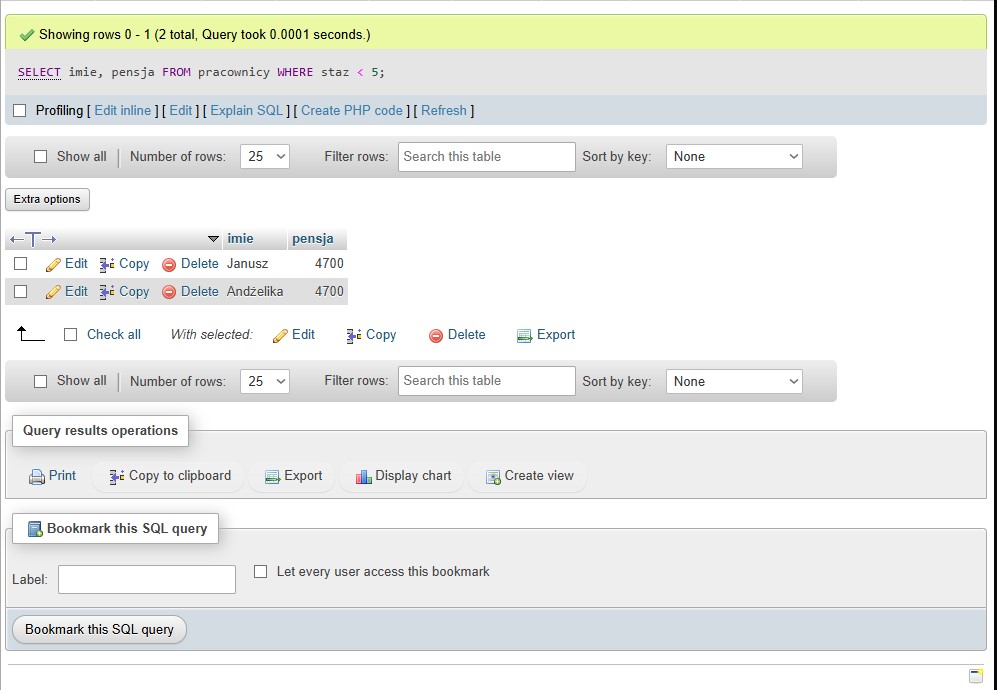 Showing rows 0 - 1 (2 total, Query took 0.0001 seconds.)
SELECT imie, pensja FROM pracownicy WHERE staz < 5;
Profiling [ Edit inline ] [ Edit ] [ Explain SQL ] [ Create PHP code ] [ Refresh ]
Show all Number of rows: 25 Filter rows: Search this table Sort by key: None
Extra options
←T→ imie pensja
Edit Copy Delete Janusz 4700
Edit Copy Delete Andżelika 4700
Check all With selected: Edit Copy Delete Export
Show all Number of rows: 25 Filter rows: Search this table Sort by key: None
Query results operations
Print Copy to clipboard Export Display chart Create view
Bookmark this SQL query
Label: Let every user access this bookmark
Bookmark this SQL query